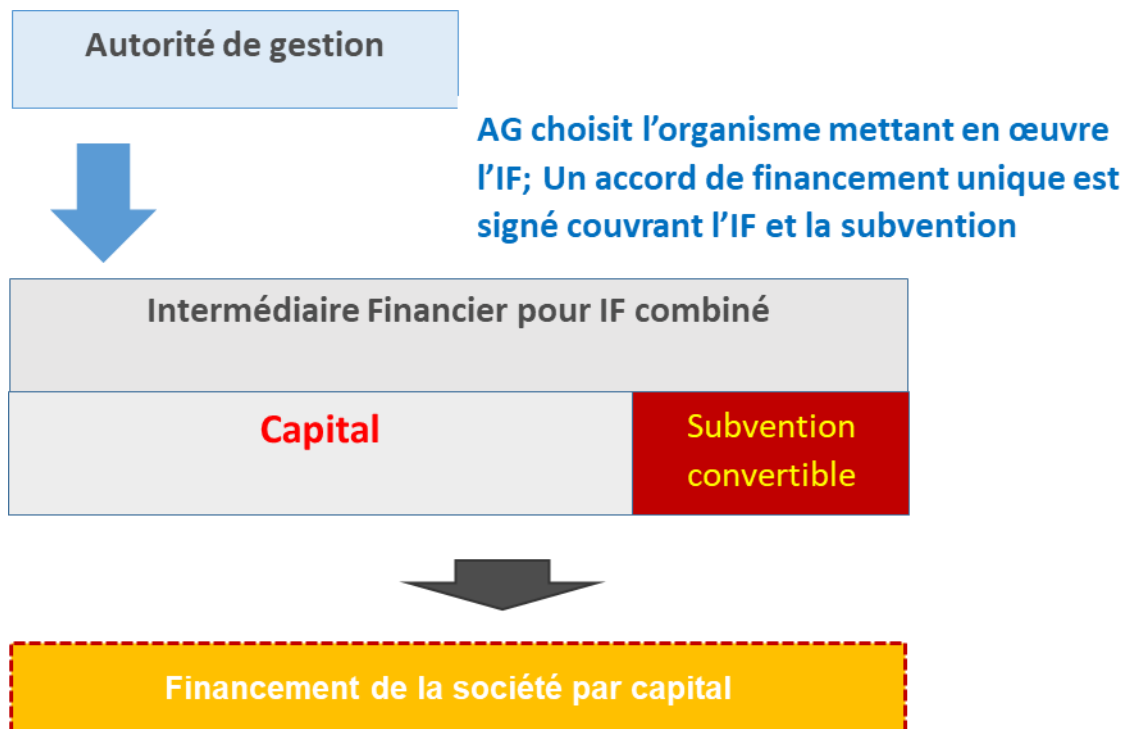 Autorité de gestion
AG choisit l’organisme mettant en œuvre
l’IF; Un accord de financement unique est
signé couvrant l’IF et la subvention
Intermédiaire Financier pour IF combiné
Capital
Subvention
convertible
Financement de la société par capital